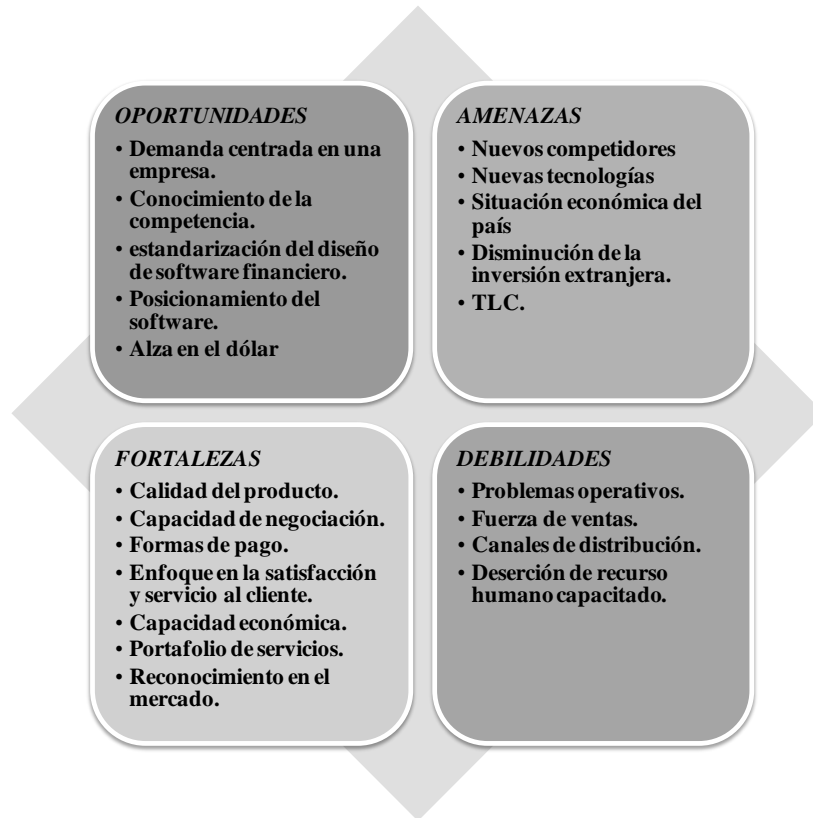 OPORTUNIDADES
• Demanda centrada en una
empresa.
• Conocimiento de la
competencia.
• estandarización del diseño
de software financiero.
• Posicionamiento del
software.
• Alza en el dólar
AMENAZAS
• Nuevos competidores
• Nuevas tecnologías
• Situación económica del
país
• Disminución de la
inversión extranjera.
• TLC.
FORTALEZAS
• Calidad del producto.
• Capacidad de negociación.
• Formas de pago.
• Enfoque en la satisfacción
y servicio al cliente.
• Capacidad económica.
• Portafolio de servicios.
• Reconocimiento en el
mercado.
DEBILIDADES
• Problemas operativos.
• Fuerza de ventas.
• Canales de distribución.
• Deserción de recurso
humano capacitado.